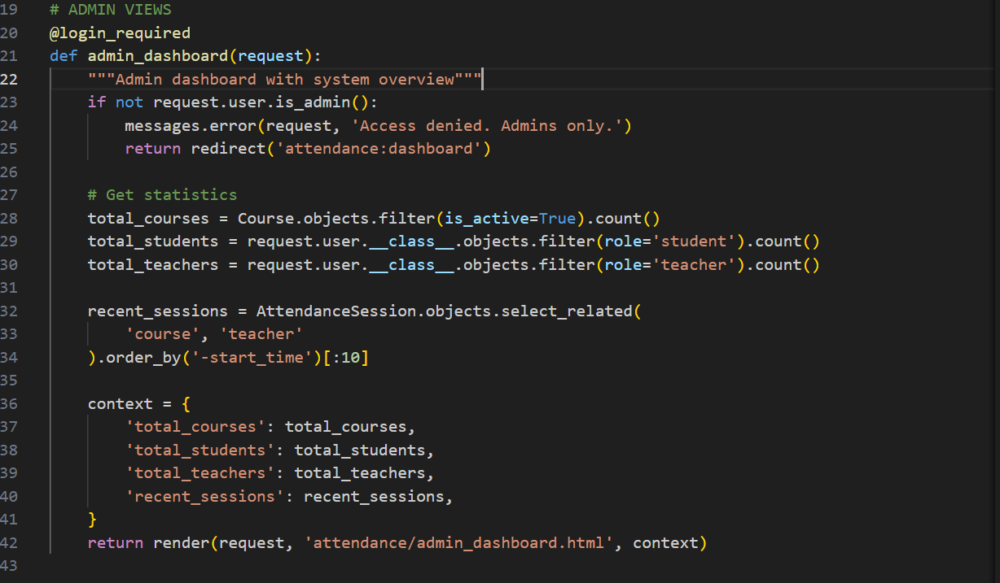 19 # ADMIN VIEWS
20 @login_required
21 def admin_dashboard(request):
22     """Admin dashboard with system overview"""
23     if not request.user.is_admin():
24         messages.error(request, 'Access denied. Admins only.')
25         return redirect('attendance:dashboard')
26
27     # Get statistics
28     total_courses = Course.objects.filter(is_active=True).count()
29     total_students = request.user.__class__.objects.filter(role='student').count()
30     total_teachers = request.user.__class__.objects.filter(role='teacher').count()
31
32     recent_sessions = AttendanceSession.objects.select_related(
33         'course', 'teacher'
34     ).order_by('-start_time')[:10]
35
36     context = {
37         'total_courses': total_courses,
38         'total_students': total_students,
39         'total_teachers': total_teachers,
40         'recent_sessions': recent_sessions,
41     }
42     return render(request, 'attendance/admin_dashboard.html', context)
43